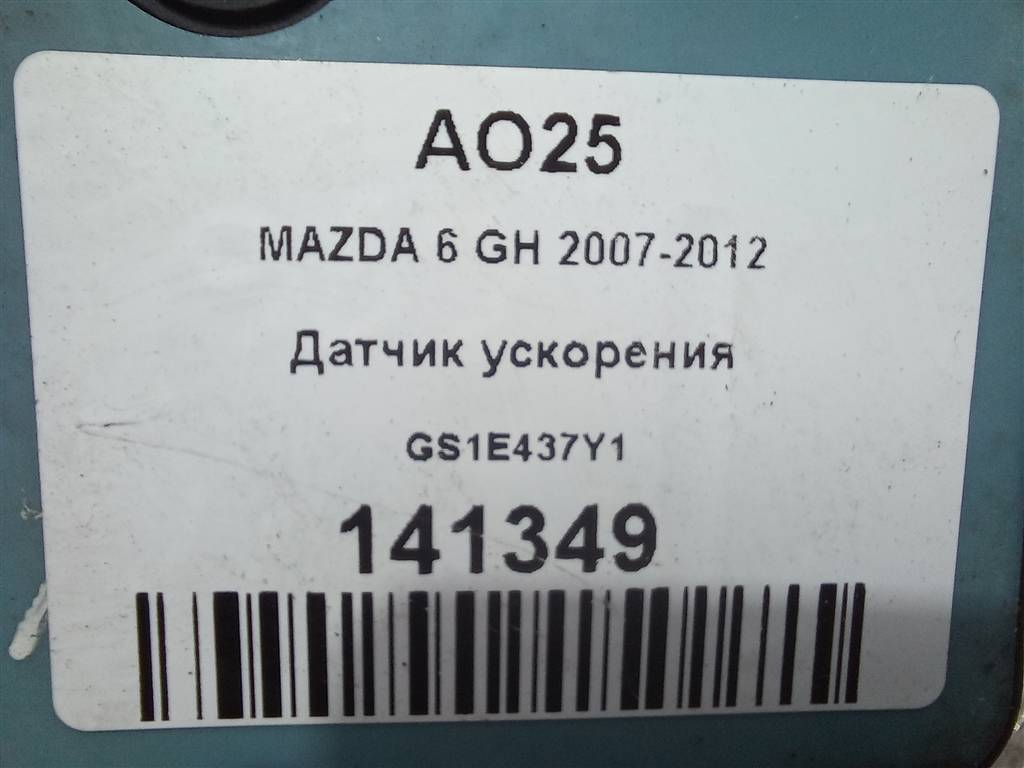 AO25
MAZDA 6 GH 2007-2012
Датчик ускорения
GS1E437Y1
141349